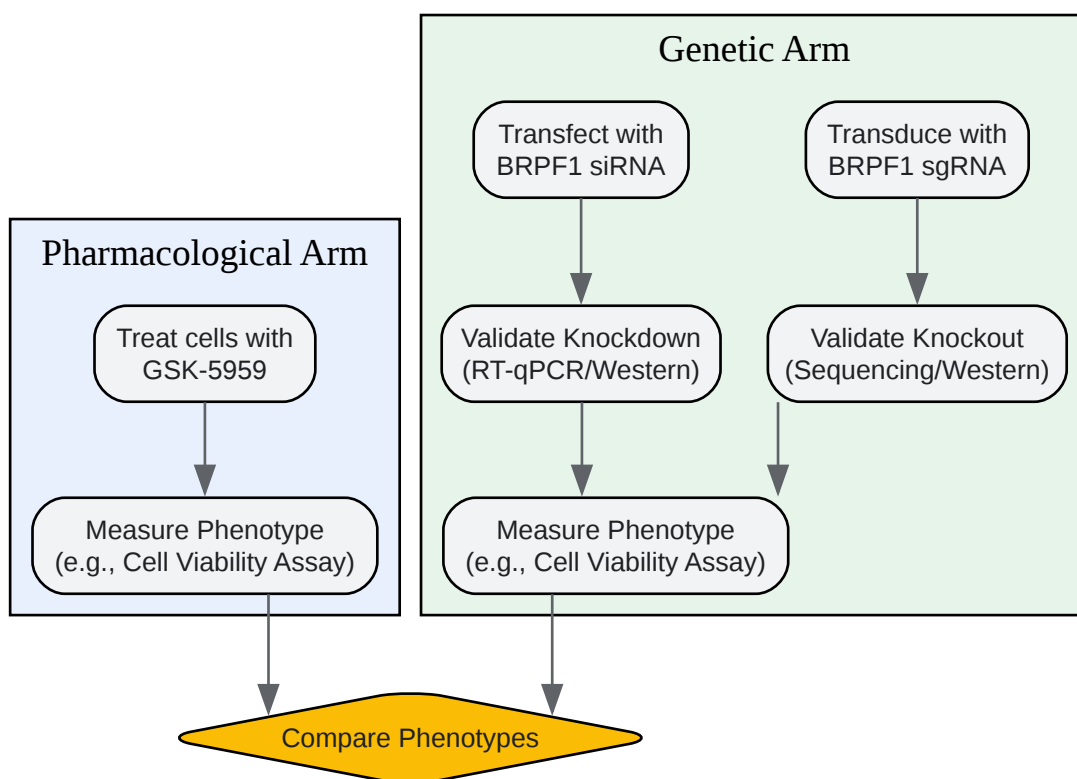 Genetic Arm
Transfect with
BRPF1 siRNA
Transduce with
BRPF1 sgRNA
Pharmacological Arm
Treat cells with
GSK-5959
Validate Knockdown
(RT-qPCR/Western)
Validate Knockout
(Sequencing/Western)
Measure Phenotype
(e.g., Cell Viability Assay)
Measure Phenotype
(e.g., Cell Viability Assay)
Compare Phenotypes